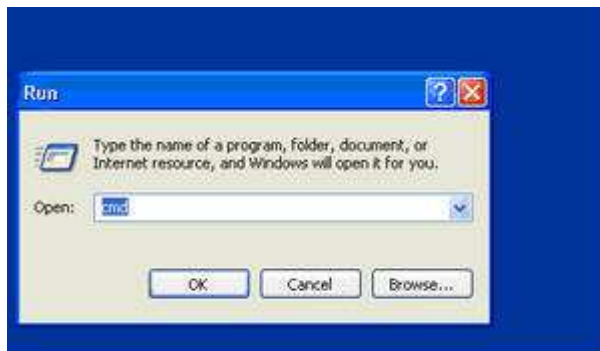 Run
Type the name of a program, folder, document, or
Internet resource, and Windows will open it for you.
Open: cmd
OK Cancel Browse...